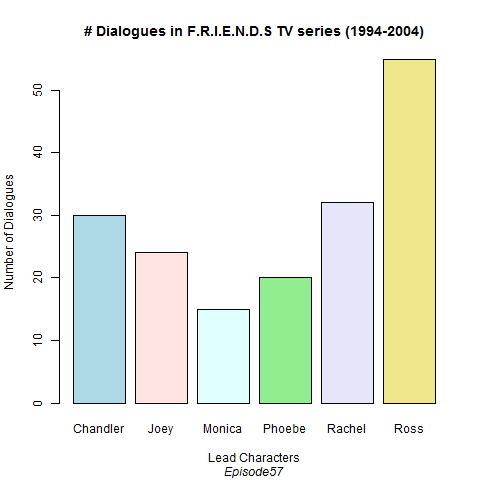 # Dialogues in F.R.I.E.N.D.S TV series (1994-2004)
Number of Dialogues
50
40
30
20
10
0
Chandler Joey Monica Phoebe Rachel Ross
Lead Characters
Episode57